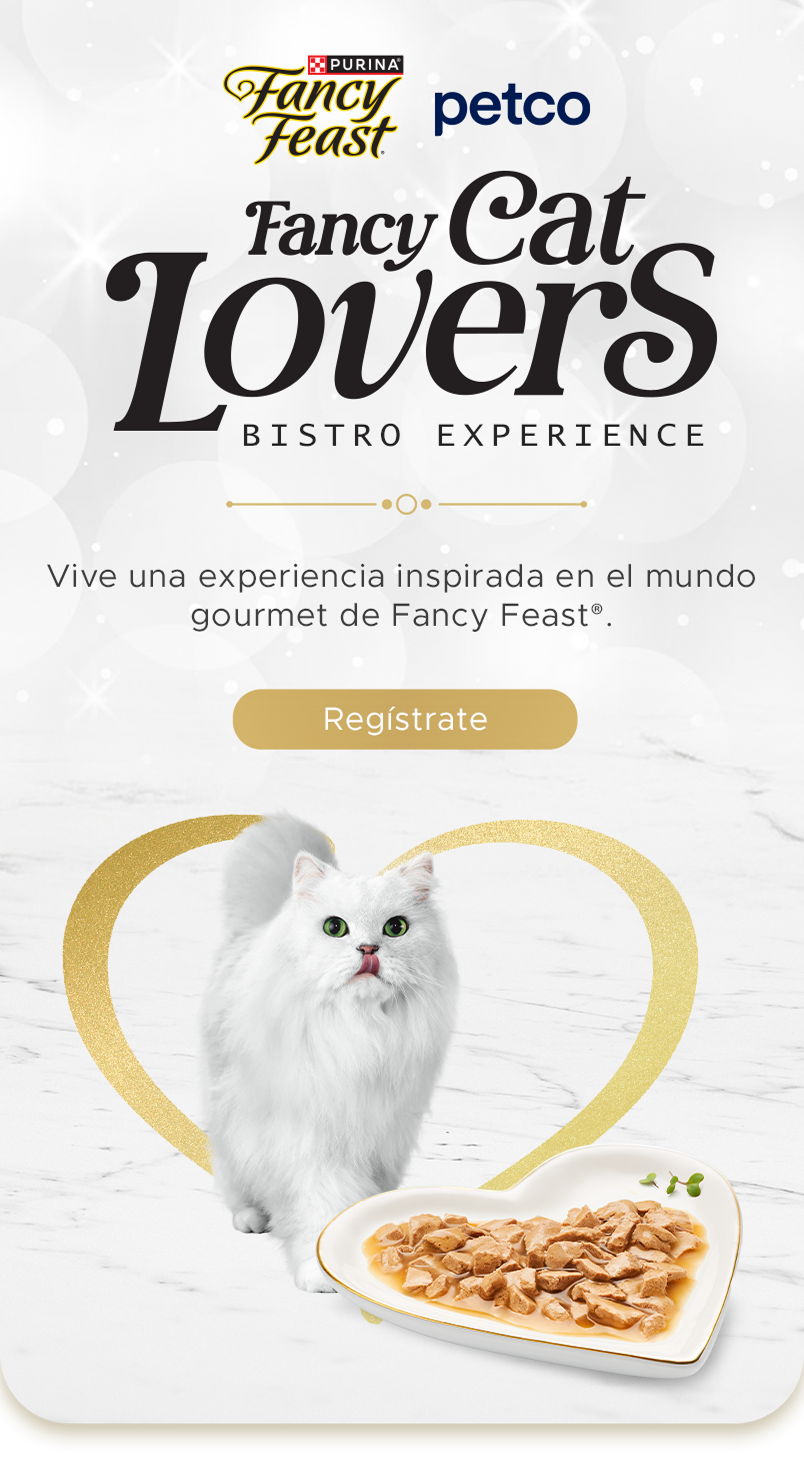 PURINA®
Fancy
Feast®
petco
Fancy Cat
Lovers
BISTRO EXPERIENCE
Vive una experiencia inspirada en el mundo
gourmet de Fancy Feast®.
Regístrate